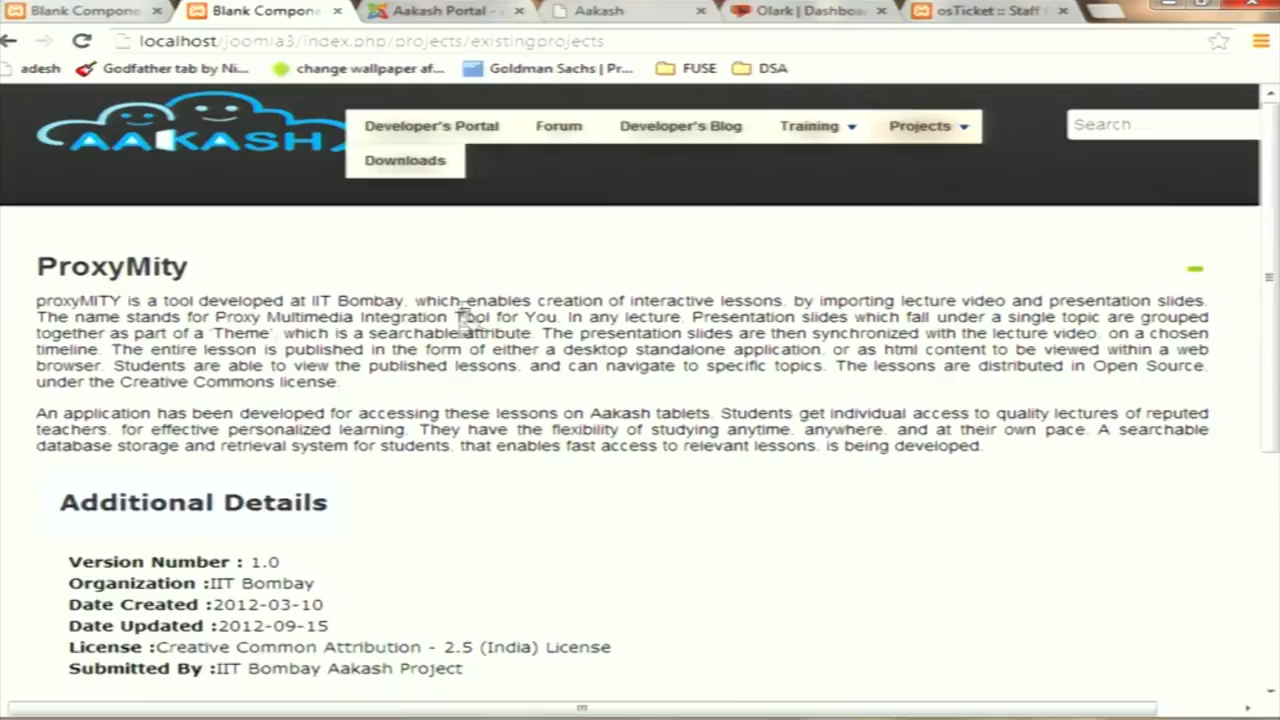 Blank Compone
Blank Compone
Aakash Portal -
Aakash
Olark | Dashboa
osTicket :: Staff
localhost/joomla3/index.php/projects/existingprojects
adesh
Godfather tab by Ni...
change wallpaper af...
Goldman Sachs | Pr...
FUSE
DSA
AAKASH
Developer's Portal
Forum
Developer's Blog
Training
Projects
Search...
Downloads
ProxyMity
proxyMITY is a tool developed at IIT Bombay, which enables creation of interactive lessons, by importing lecture video and presentation slides.
The name stands for Proxy Multimedia Integration Tool for You. In any lecture, Presentation slides which fall under a single topic are grouped
together as part of a 'Theme', which is a searchable attribute. The presentation slides are then synchronized with the lecture video, on a chosen
timeline. The entire lesson is published in the form of either a desktop standalone application, or as html content to be viewed within a web
browser. Students are able to view the published lessons, and can navigate to specific topics. The lessons are distributed in Open Source,
under the Creative Commons license.
An application has been developed for accessing these lessons on Aakash tablets. Students get individual access to quality lectures of reputed
teachers, for effective personalized learning. They have the flexibility of studying anytime, anywhere, and at their own pace. A searchable
database storage and retrieval system for students, that enables fast access to relevant lessons, is being developed.
Additional Details
Version Number : 1.0
Organization :IIT Bombay
Date Created :2012-03-10
Date Updated :2012-09-15
License :Creative Common Attribution - 2.5 (India) License
Submitted By :IIT Bombay Aakash Project